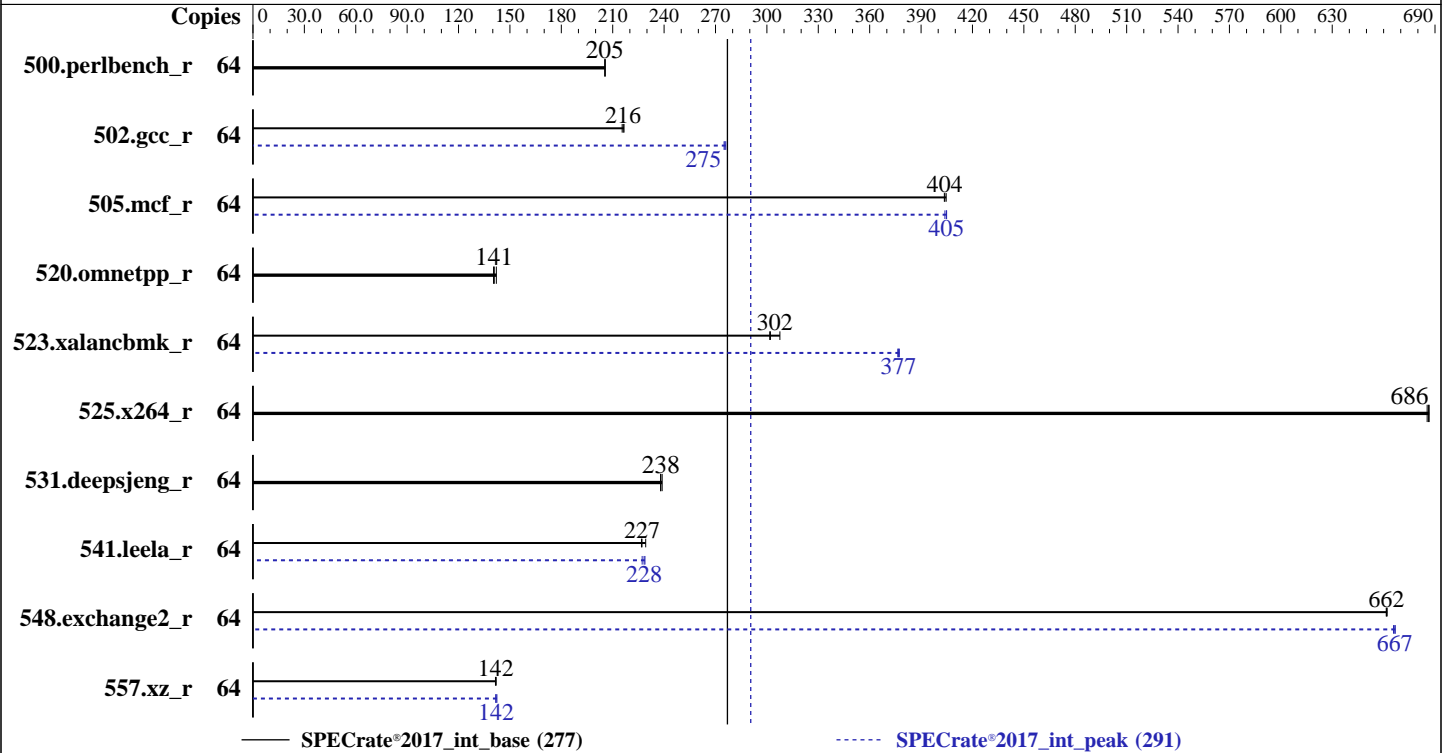 Copies 0 30.0 60.0 90.0 120 150 180 210 240 270 300 330 360 390 420 450 480 510 540 570 600 630 690
205
500.perlbench_r 64
216
502.gcc_r 64
275
404
505.mcf_r 64
405
141
520.omnetpp_r 64
302
523.xalancbmk_r 64
377
686
525.x264_r 64
238
531.deepsjeng_r 64
227
541.leela_r 64
228
662
548.exchange2_r 64
667
142
557.xz_r 64
142
SPECrate®2017_int_base (277) SPECrate®2017_int_peak (291)